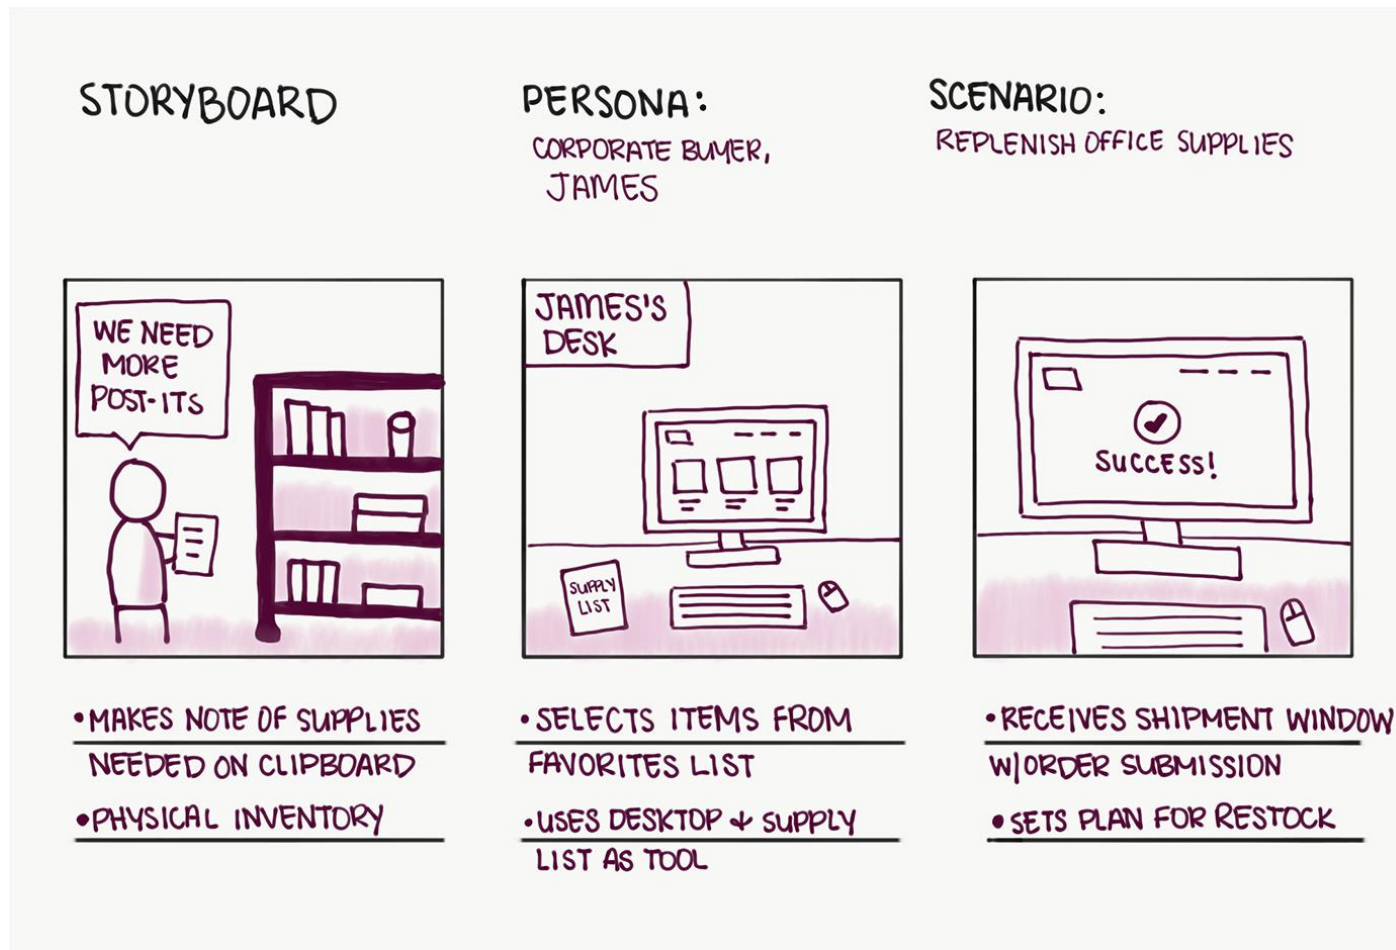 STORYBOARD
PERSONA:
CORPORATE BUYER,
JAMES
SCENARIO:
REPLENISH OFFICE SUPPLIES
WE NEED
MORE
POST-ITS
• MAKES NOTE OF SUPPLIES
NEEDED ON CLIPBOARD
• PHYSICAL INVENTORY
JAMES'S
DESK
SUPPLY
LIST
• SELECTS ITEMS FROM
FAVORITES LIST
• USES DESKTOP & SUPPLY
LIST AS TOOL
SUCCESS!
• RECEIVES SHIPMENT WINDOW
W/ORDER SUBMISSION
• SETS PLAN FOR RESTOCK